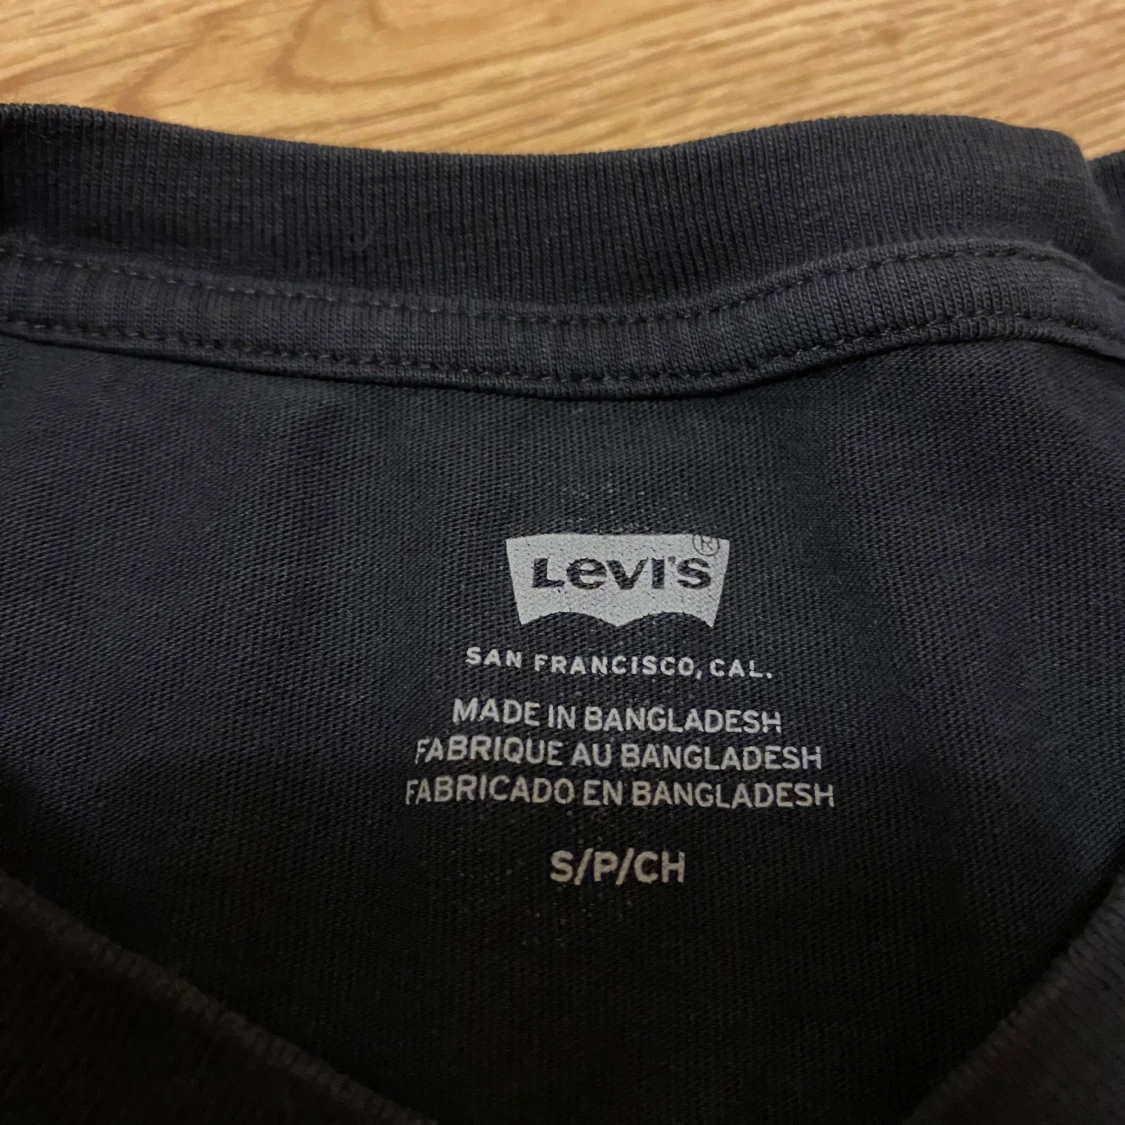 Levi's ®
SAN FRANCISCO, CAL.
MADE IN BANGLADESH
FABRIQUE AU BANGLADESH
FABRICADO EN BANGLADESH
S/P/CH